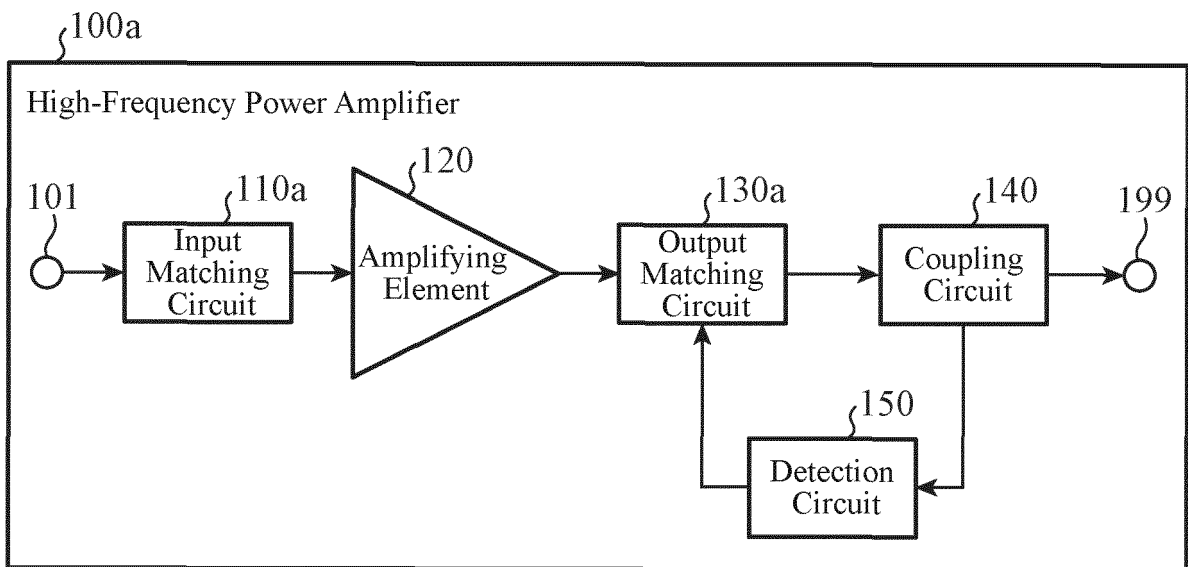 100a
High-Frequency Power Amplifier
101
110a
120
130a
140
199
Input
Matching
Circuit
Amplifying
Element
Output
Matching
Circuit
Coupling
Circuit
150
Detection
Circuit